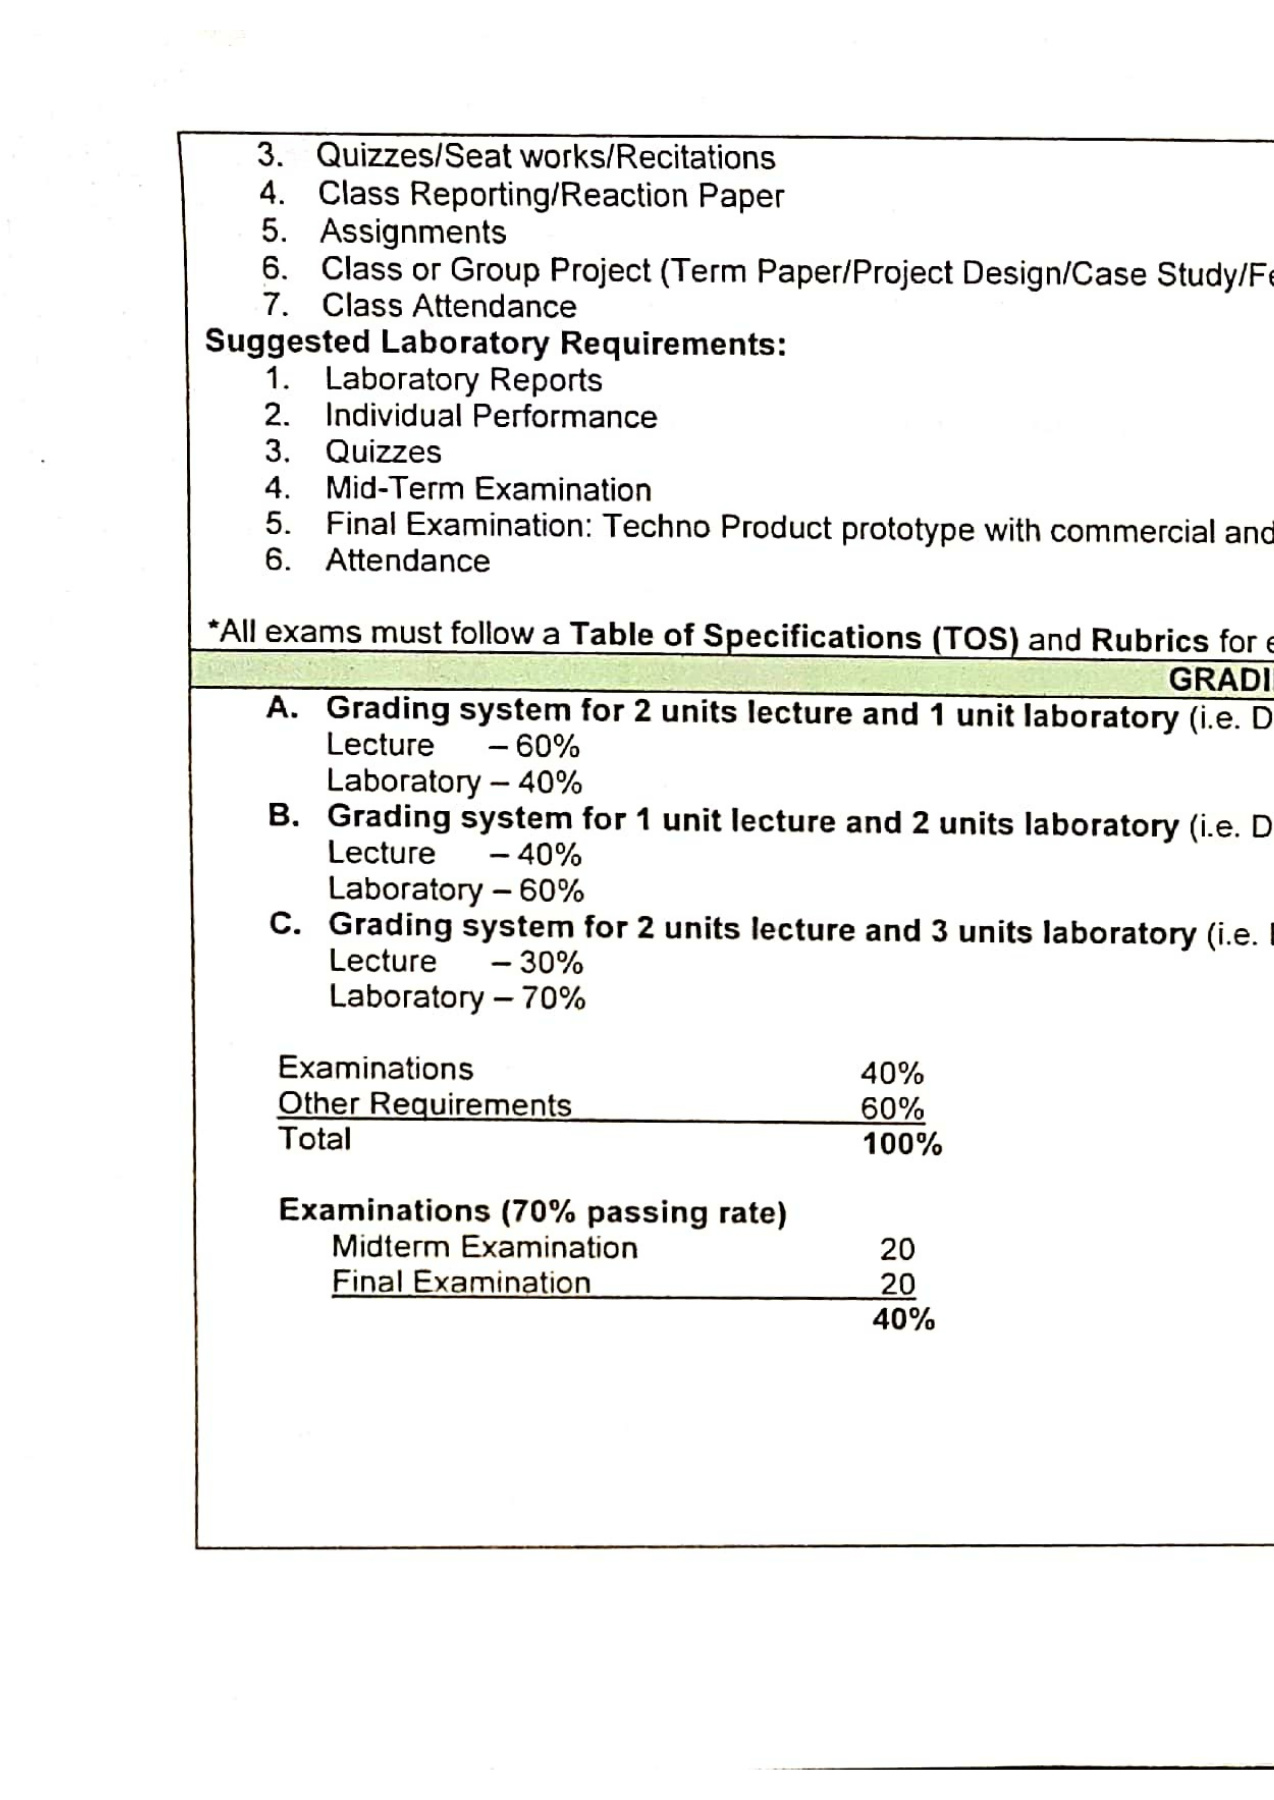 3. Quizzes/Seat works/Recitations
4. Class Reporting/Reaction Paper
5. Assignments
6. Class or Group Project (Term Paper/Project Design/Case Study/Fe
7. Class Attendance
Suggested Laboratory Requirements:
1. Laboratory Reports
2. Individual Performance
3. Quizzes
4. Mid-Term Examination
5. Final Examination: Techno Product prototype with commercial and
6. Attendance
*All exams must follow a Table of Specifications (TOS) and Rubrics for e
GRADI
A. Grading system for 2 units lecture and 1 unit laboratory (i.e. D
Lecture – 60%
Laboratory – 40%
B. Grading system for 1 unit lecture and 2 units laboratory (i.e. D
Lecture – 40%
Laboratory – 60%
C. Grading system for 2 units lecture and 3 units laboratory (i.e.
Lecture – 30%
Laboratory – 70%
Examinations 40%
Other Requirements 60%
Total 100%
Examinations (70% passing rate)
Midterm Examination 20
Final Examination 20
40%